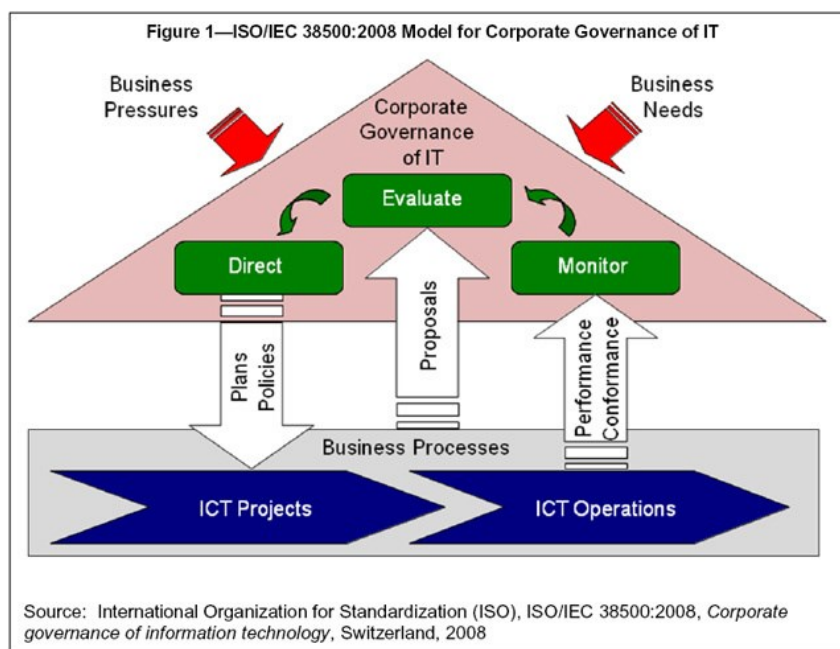 Figure 1—ISO/IEC 38500:2008 Model for Corporate Governance of IT
Business
Pressures
Business
Needs
Corporate
Governance
of IT
Evaluate
Direct
Monitor
Plans
Policies
Proposals
Performance
Conformance
Business Processes
ICT Projects
ICT Operations
Source: International Organization for Standardization (ISO), ISO/IEC 38500:2008, Corporate
governance of information technology, Switzerland, 2008